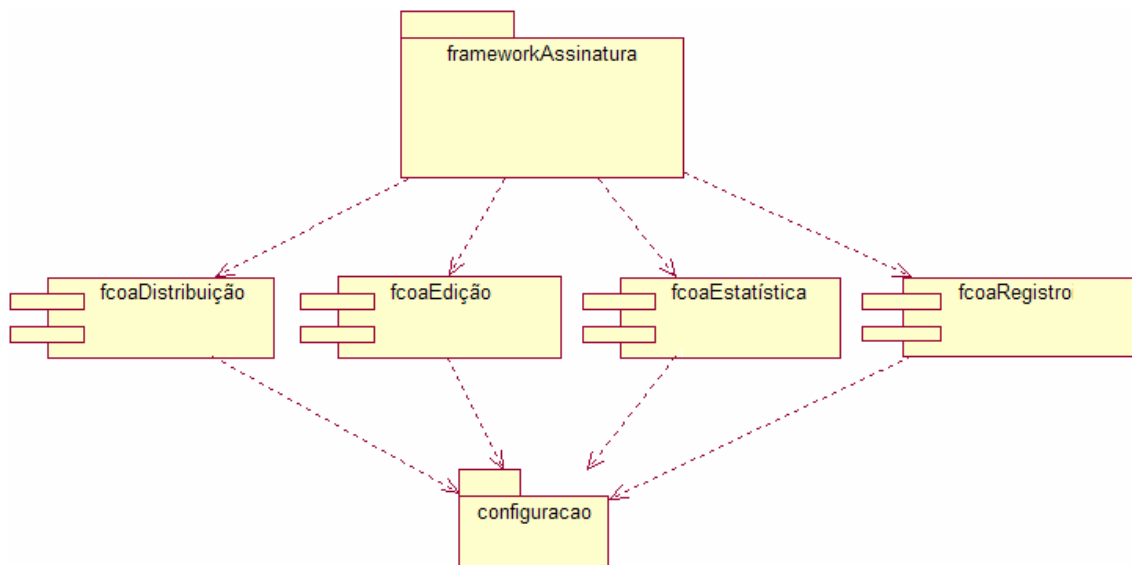 frameworkAssinatura
fcoaDistribuição
fcoaEdição
fcoaEstatística
fcoaRegistro
configuracao